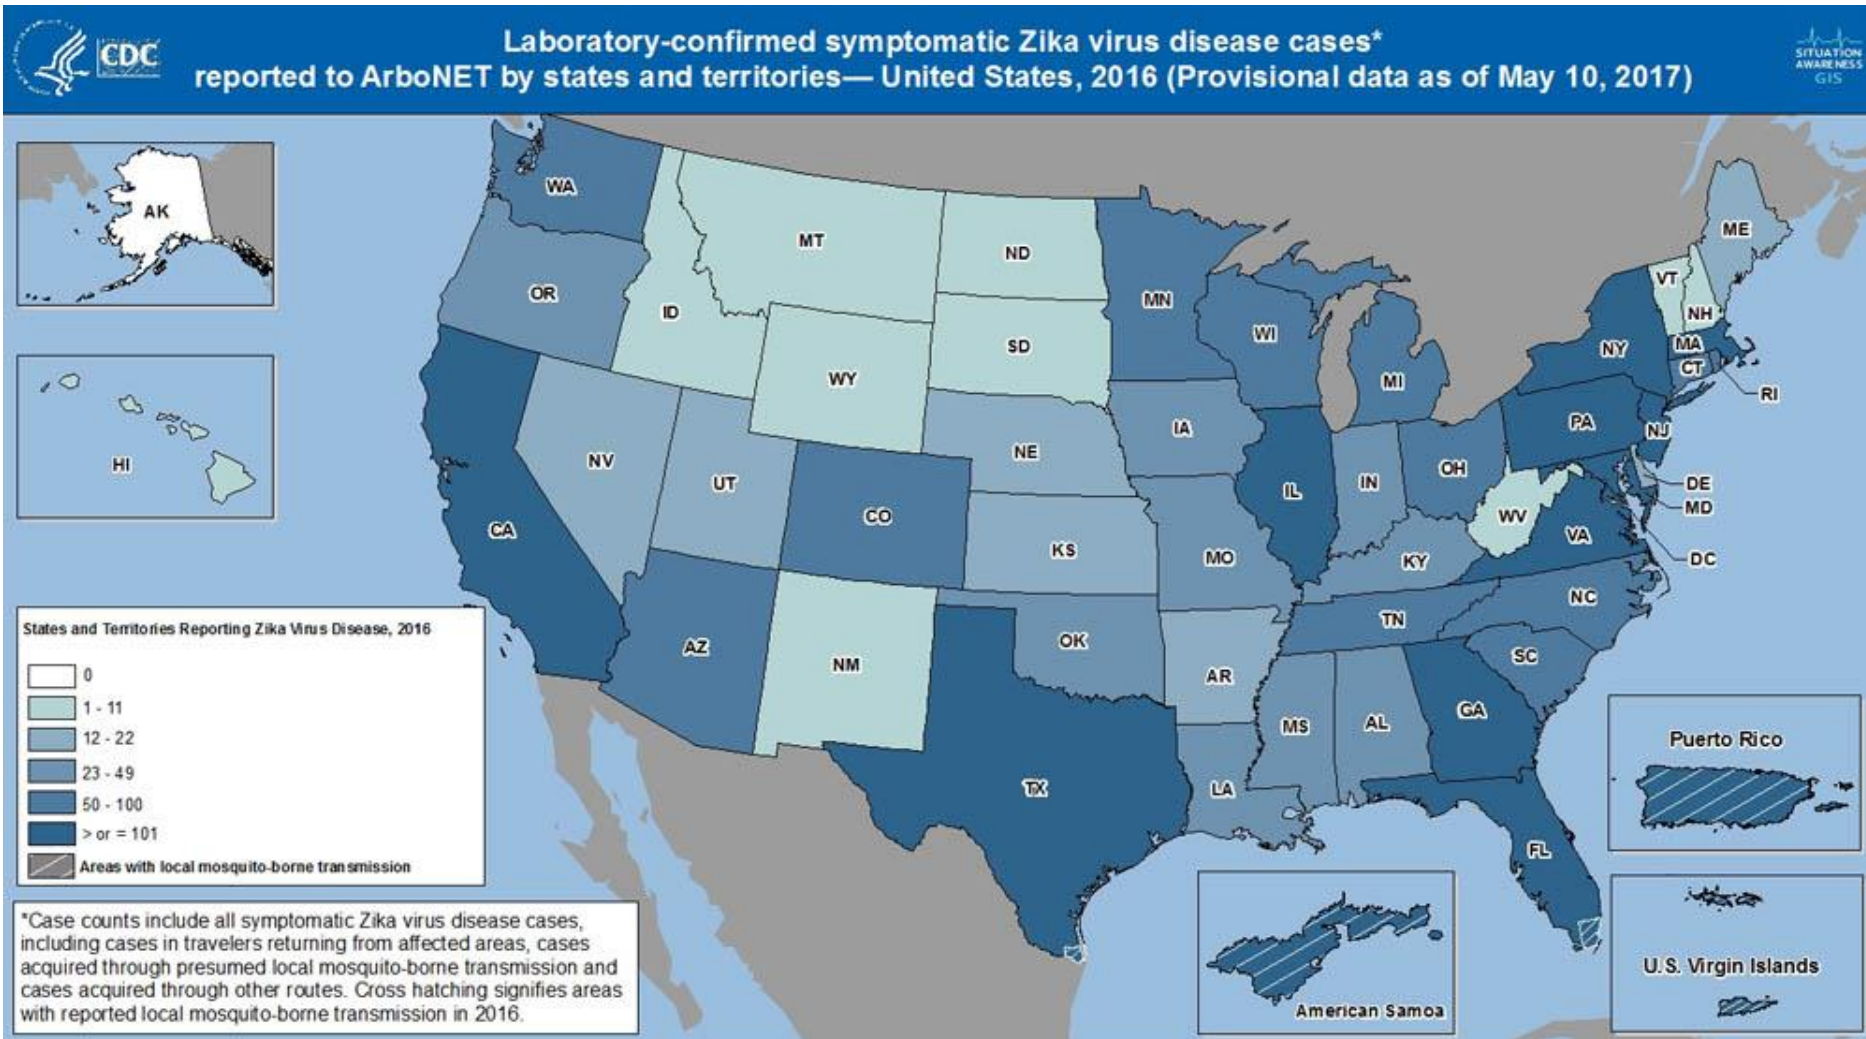 CDC
Laboratory-confirmed symptomatic Zika virus disease cases*
reported to ArboNET by states and territories— United States, 2016 (Provisional data as of May 10, 2017)
SITUATION
AWARENESS
GIS
AK
HI
WA
OR
CA
ID
NV
MT
WY
UT
AZ
CO
NM
ND
SD
NE
KS
OK
TX
MN
IA
MO
AR
LA
WI
IL
MI
IN
OH
KY
TN
MS
AL
GA
FL
SC
NC
VA
WV
PA
NY
VT
NH
ME
MA
CT
RI
NJ
DE
MD
DC
States and Territories Reporting Zika Virus Disease, 2016
0
1 - 11
12 - 22
23 - 49
50 - 100
> or = 101
Areas with local mosquito-borne transmission
*Case counts include all symptomatic Zika virus disease cases,
including cases in travelers returning from affected areas, cases
acquired through presumed local mosquito-borne transmission and
cases acquired through other routes. Cross hatching signifies areas
with reported local mosquito-borne transmission in 2016.
Puerto Rico
American Samoa
U.S. Virgin Islands